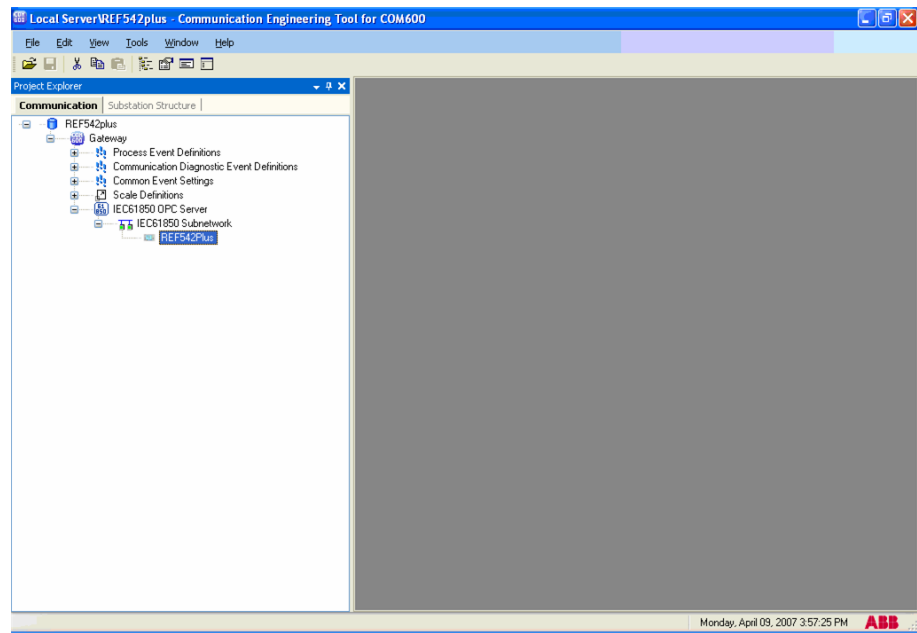 Local Server\REF542plus - Communication Engineering Tool for COM600
File Edit View Tools Window Help
Project Explorer
Communication Substation Structure
REF542plus
Gateway
Process Event Definitions
Communication Diagnostic Event Definitions
Common Event Settings
Scale Definitions
IEC61850 OPC Server
IEC61850 Subnetwork
REF542Plus
Monday, April 09, 2007 3:57:25 PM ABB